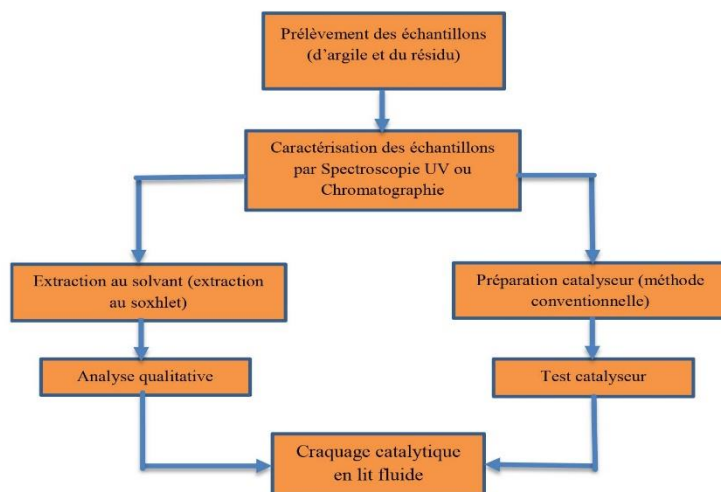 Prélèvement des échantillons
(d'argile et du résidu)
Caractérisation des échantillons
par Spectroscopie UV ou
Chromatographie
Extraction au solvant (extraction
au soxhlet)
Préparation catalyseur (méthode
conventionnelle)
Analyse qualitative
Test catalyseur
Craquage catalytique
en lit fluide